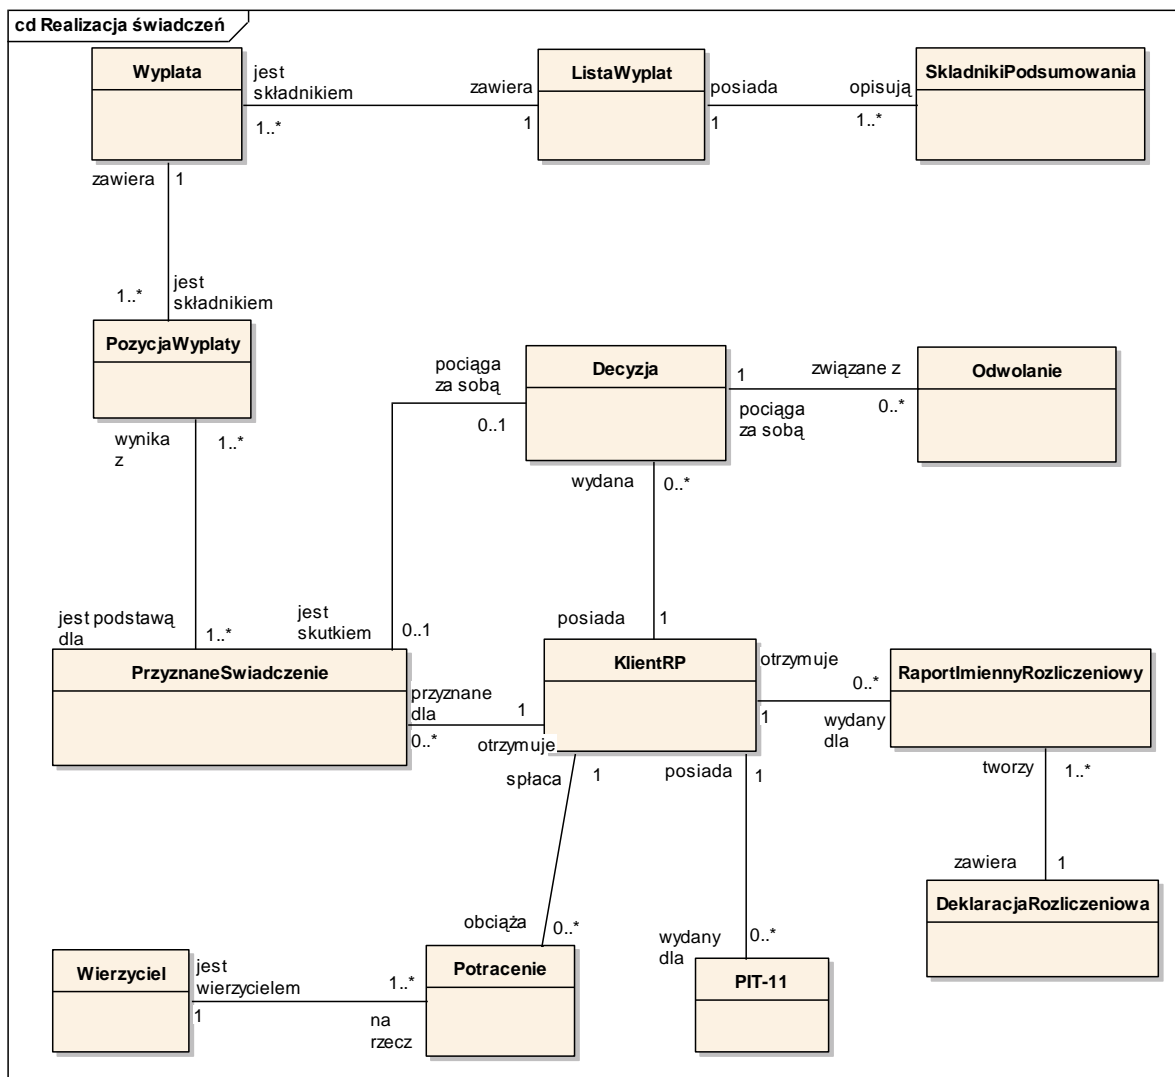 cd Realizacja świadczeń
Wyplata
jest
składnikiem
1..*
zawiera
1
ListaWyplat
posiada
1
opisują
1..*
SkladnikiPodsumowania
zawiera
1
1..*
jest
składnikiem
PozycjaWyplaty
wynika
z
1..*
pociąga
za sobą
0..1
Decyzja
1
pociąga
za sobą
związane z
0..*
Odwolanie
wydana
0..*
jest podstawą
dla
1..*
jest
skutkiem
0..1
posiada
1
PrzyznaneSwiadczenie
przyznane
dla
0..*
1
otrzymuje
KlientRP
otrzymuje
1
0..*
wydany
dla
RaportImiennyRozliczeniowy
spłaca
1
posiada
1
tworzy
1..*
zawiera
1
DeklaracjaRozliczeniowa
obciąża
0..*
wydany
dla
0..*
Wierzyciel
jest
wierzycielem
1
1..*
na
rzecz
Potracenie
PIT-11